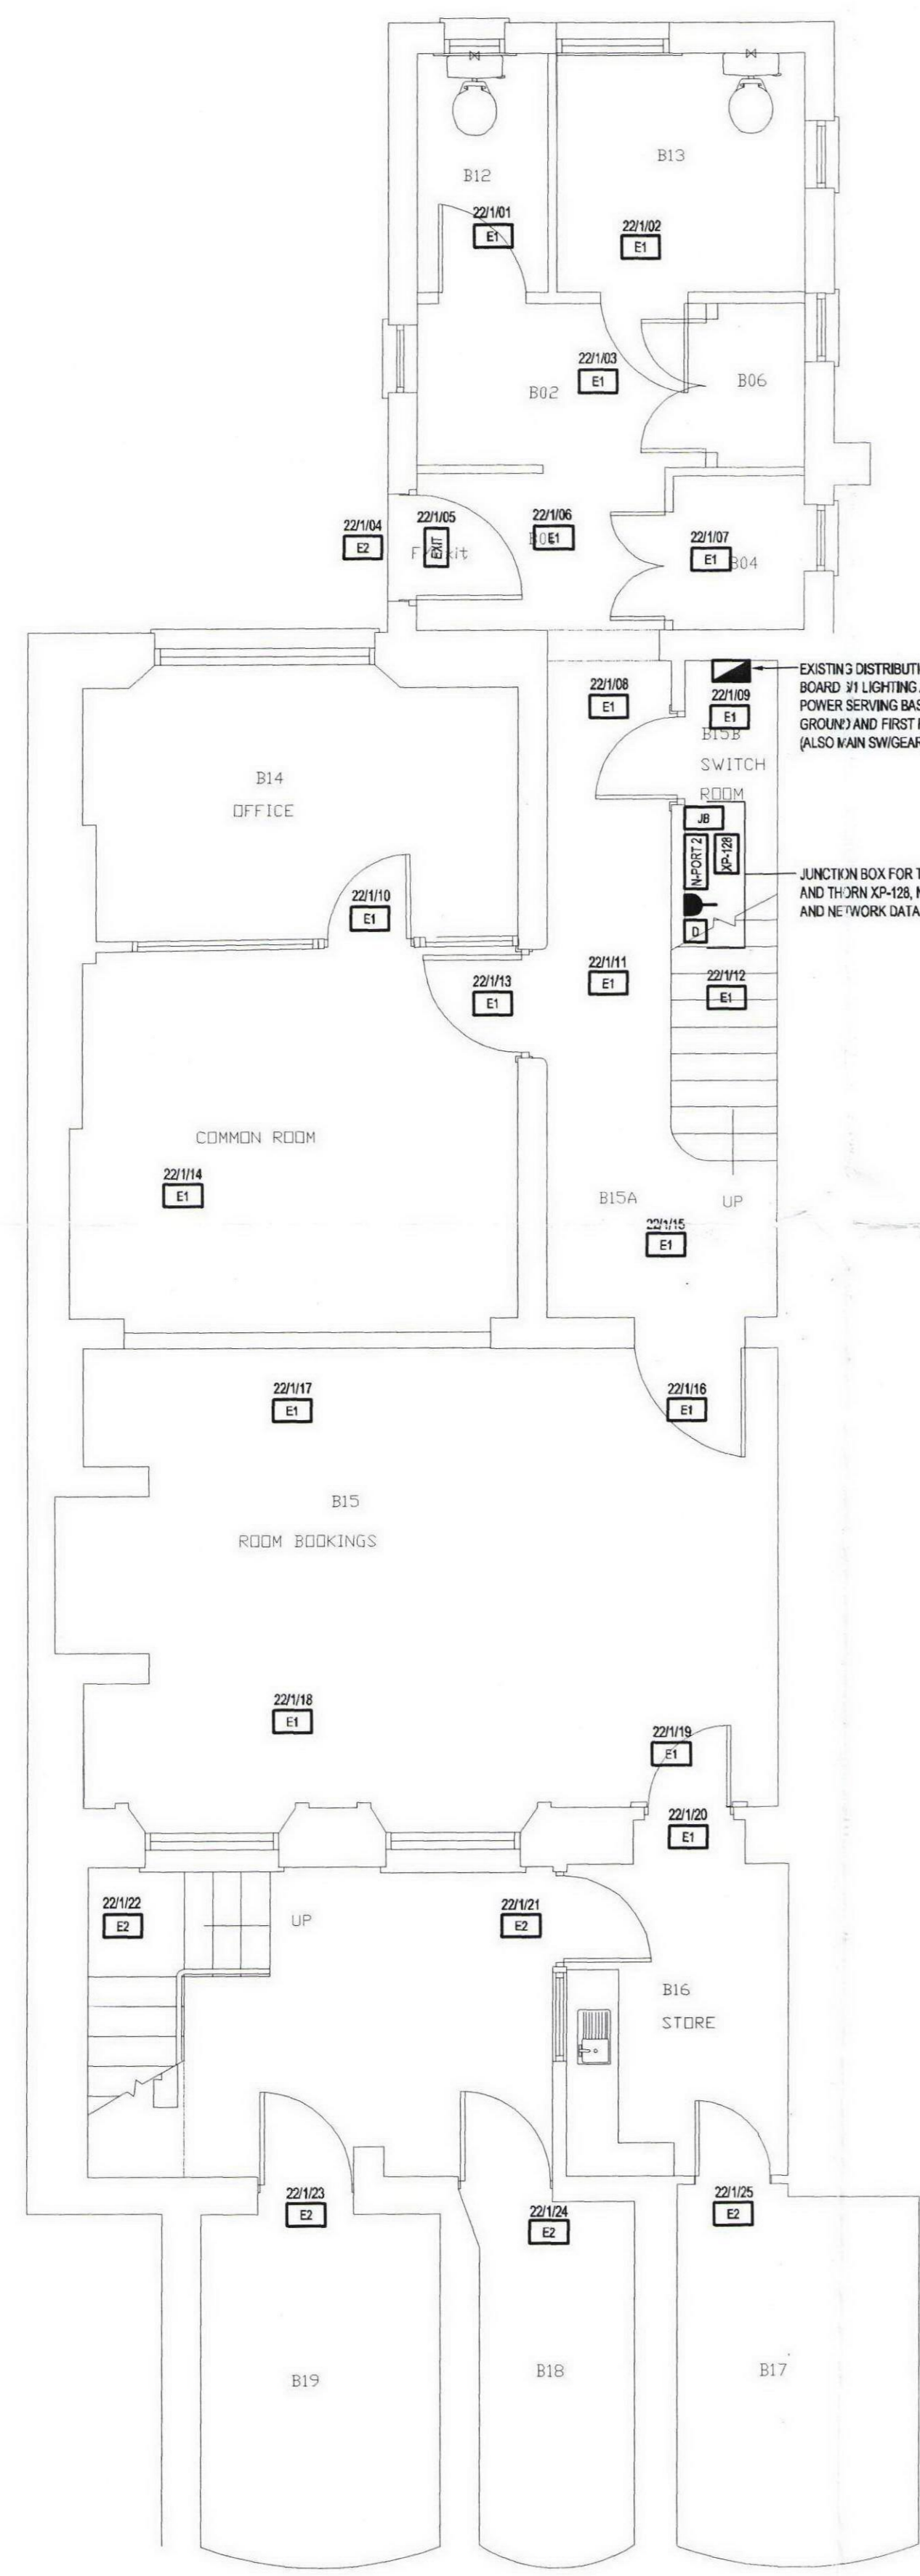 B12
B13
22/1/01
E1
22/1/02
E1
22/1/03
E1
B02
B06
22/1/04
E2
22/1/05
EXIT
22/1/06
E1
22/1/07
E1
B04
22/1/08
E1
22/1/09
E1
B15B
SWITCH
ROOM
EXISTING
BOARD LIGHTING
POWER SERVING
GROUND AND FIRST
(ALSO MAIN
B14
OFFICE
JB
N-PORT 2
XP-128
D
JUNCTION BOX FOR
AND THORN XP-128,
AND NETWORK DATA
22/1/10
E1
22/1/11
E1
22/1/12
E1
22/1/13
E1
COMMON ROOM
22/1/14
E1
B15A
UP
22/1/15
E1
22/1/16
E1
22/1/17
E1
B15
ROOM BOOKINGS
22/1/18
E1
22/1/19
E1
22/1/20
E1
22/1/21
E2
22/1/22
E2
UP
B16
STORE
22/1/23
E2
22/1/24
E2
22/1/25
E2
B19
B18
B17